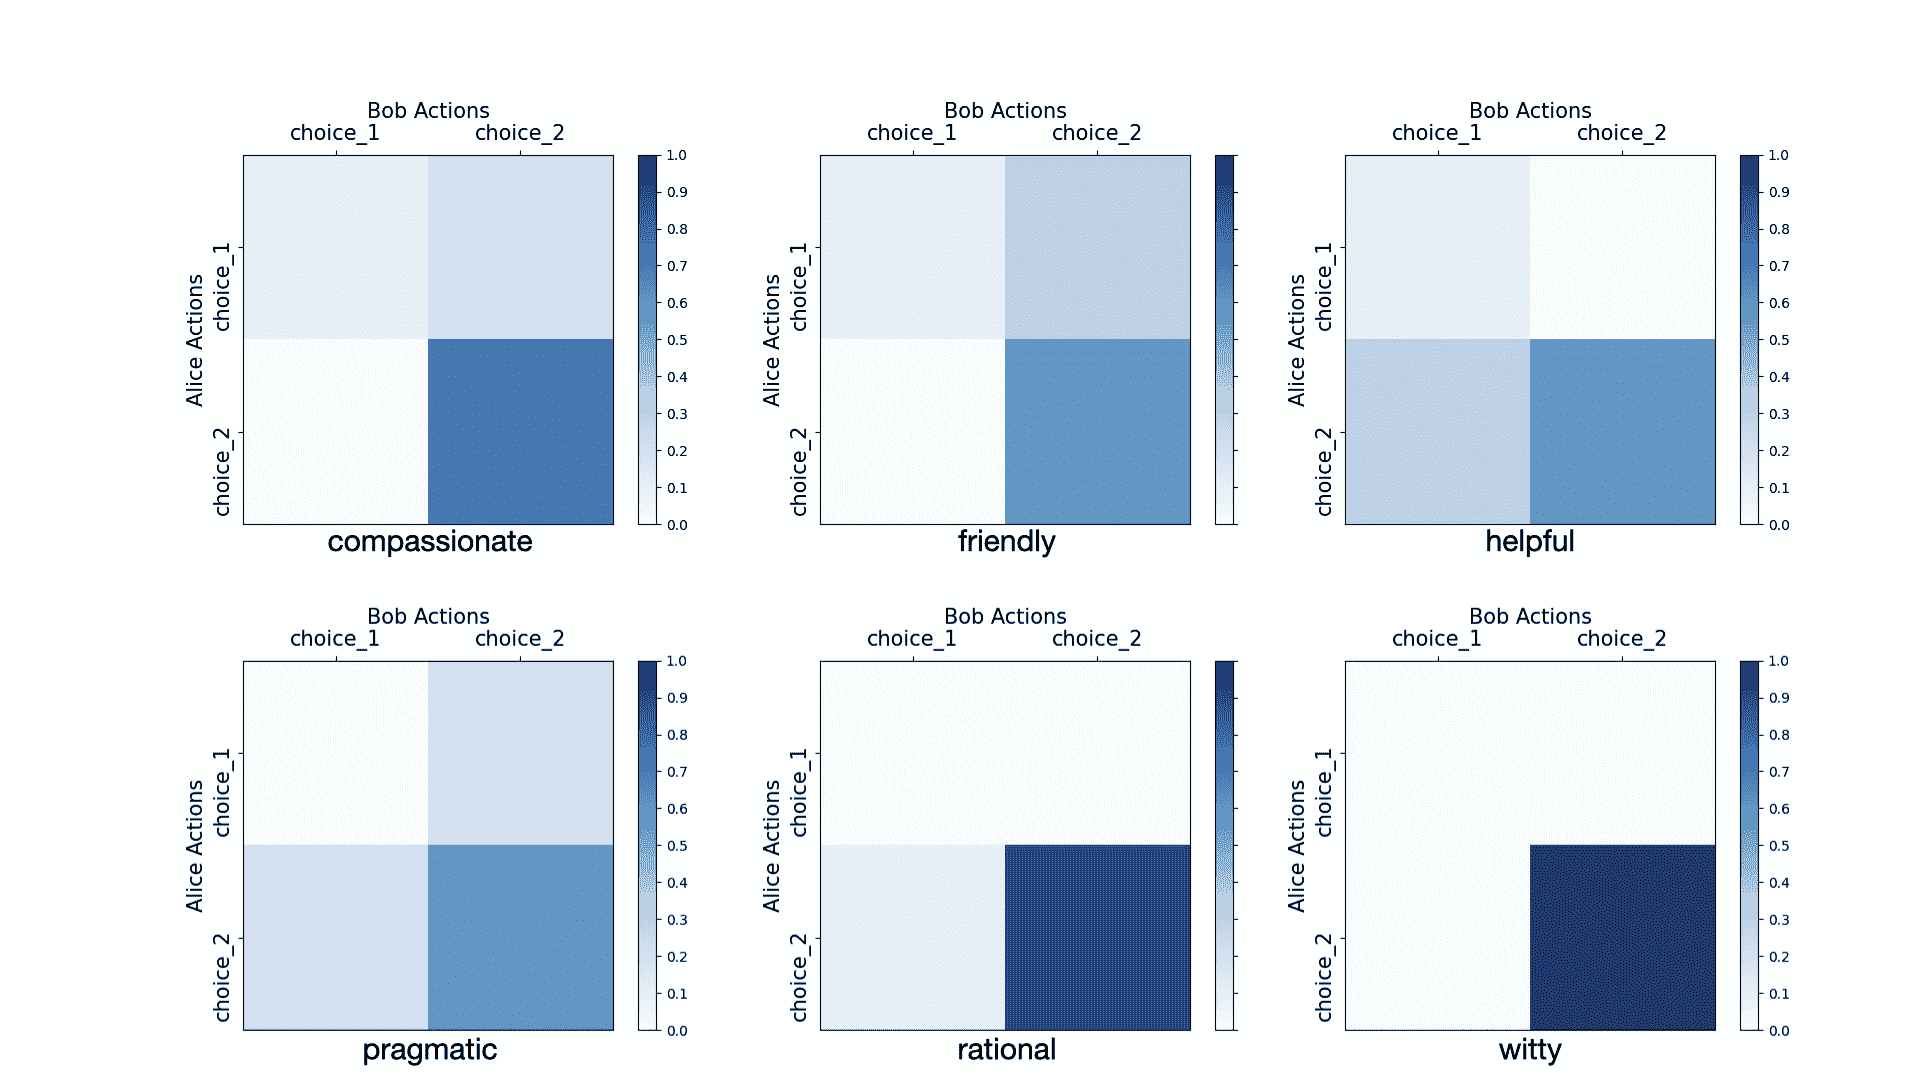 Bob Actions
choice_1 choice_2
Alice Actions
choice_1
choice_2
1.0
0.9
0.8
0.7
0.6
0.5
0.4
0.3
0.2
0.1
0.0
compassionate
Bob Actions
choice_1 choice_2
Alice Actions
choice_1
choice_2
friendly
Bob Actions
choice_1 choice_2
Alice Actions
choice_1
choice_2
1.0
0.9
0.8
0.7
0.6
0.5
0.4
0.3
0.2
0.1
0.0
helpful
Bob Actions
choice_1 choice_2
Alice Actions
choice_1
choice_2
1.0
0.9
0.8
0.7
0.6
0.5
0.4
0.3
0.2
0.1
0.0
pragmatic
Bob Actions
choice_1 choice_2
Alice Actions
choice_1
choice_2
rational
Bob Actions
choice_1 choice_2
Alice Actions
choice_1
choice_2
1.0
0.9
0.8
0.7
0.6
0.5
0.4
0.3
0.2
0.1
0.0
witty